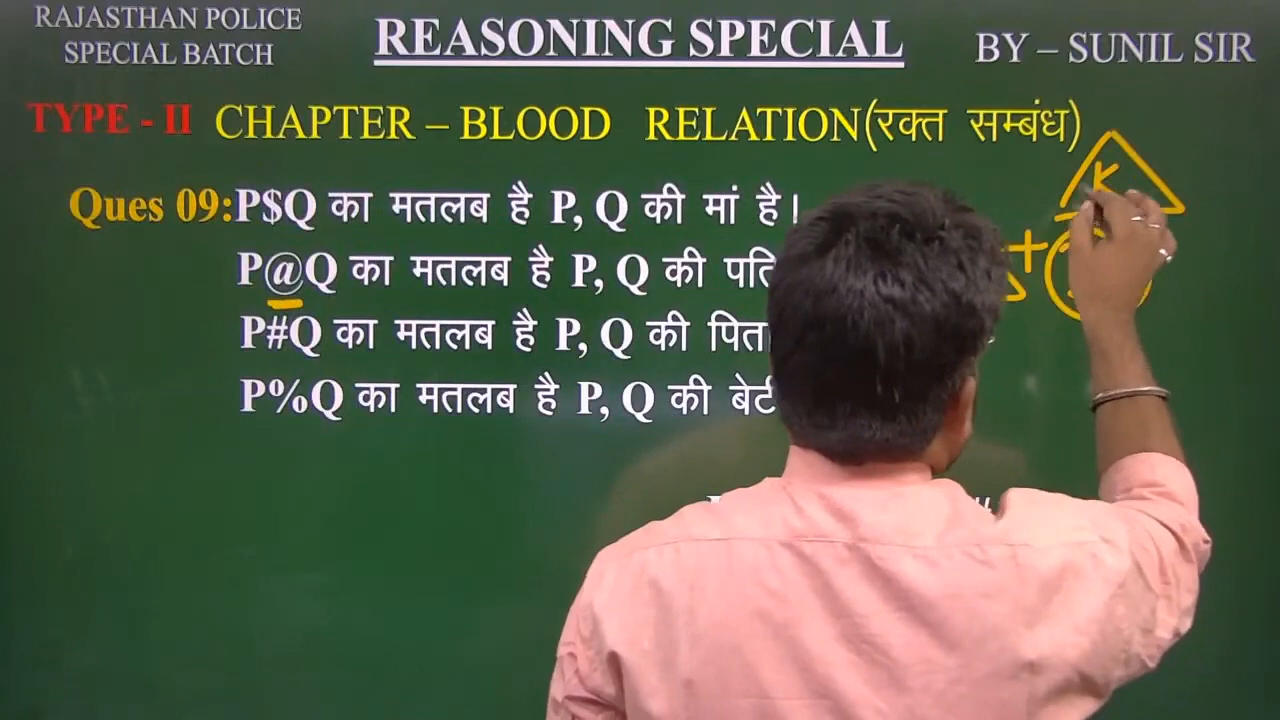 RAJASTHAN POLICE
SPECIAL BATCH
REASONING SPECIAL
BY – SUNIL SIR
TYPE - II CHAPTER – BLOOD RELATION(रक्त सम्बंध)
Ques 09:P$Q का मतलब है P, Q की मां है।
P@Q का मतलब है P, Q की
P#Q का मतलब है P, Q की
P%Q का मतलब है P, Q की
K
+